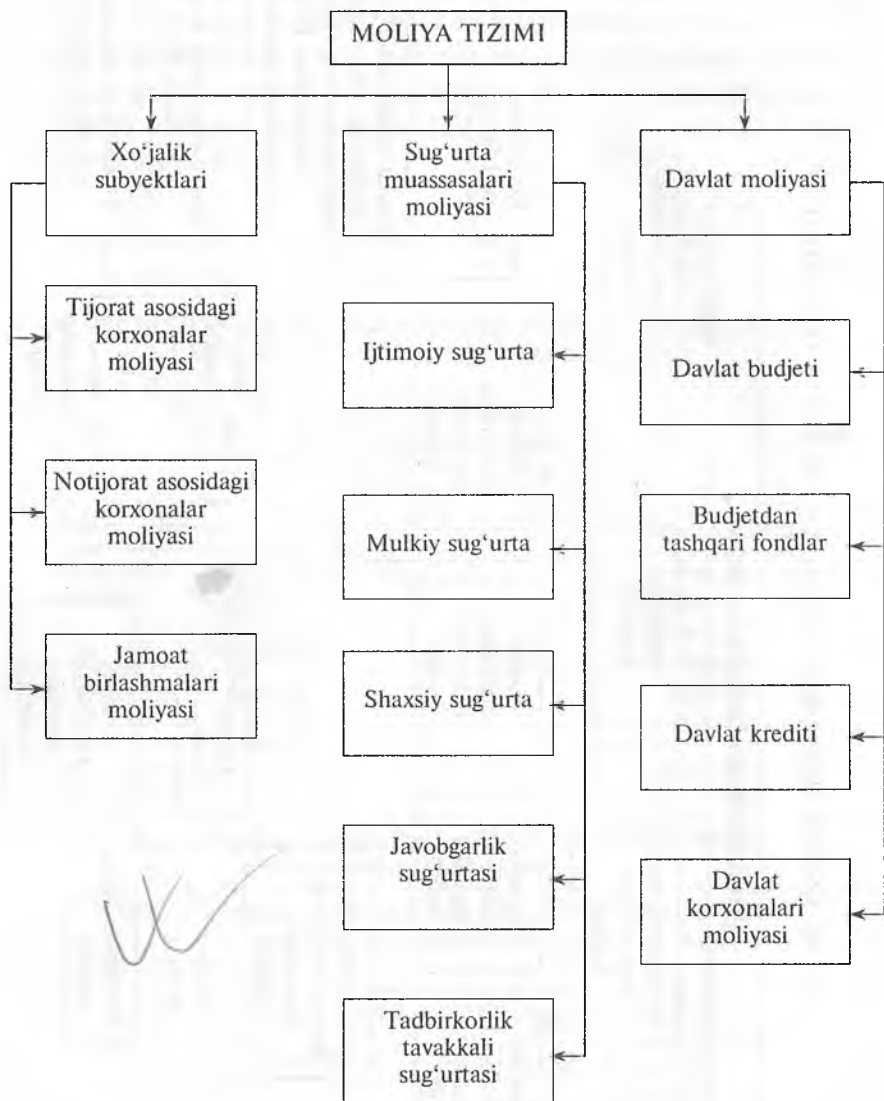 MOLIYA TIZIMI
Xo‘jalik
subyektlari
Tijorat asosidagi
korxonalar
moliyasi
Notijorat asosidagi
korxonalar
moliyasi
Jamoat
birlashmalari
moliyasi
Sug‘urta
muassasalari
moliyasi
Ijtimoiy sug‘urta
Mulkiy sug‘urta
Shaxsiy sug‘urta
Javobgarlik
sug‘urtasi
Tadbirkorlik
tavakkali
sug‘urtasi
Davlat moliyasi
Davlat budjeti
Budjetdan
tashqari fondlar
Davlat krediti
Davlat
korxonalari
moliyasi